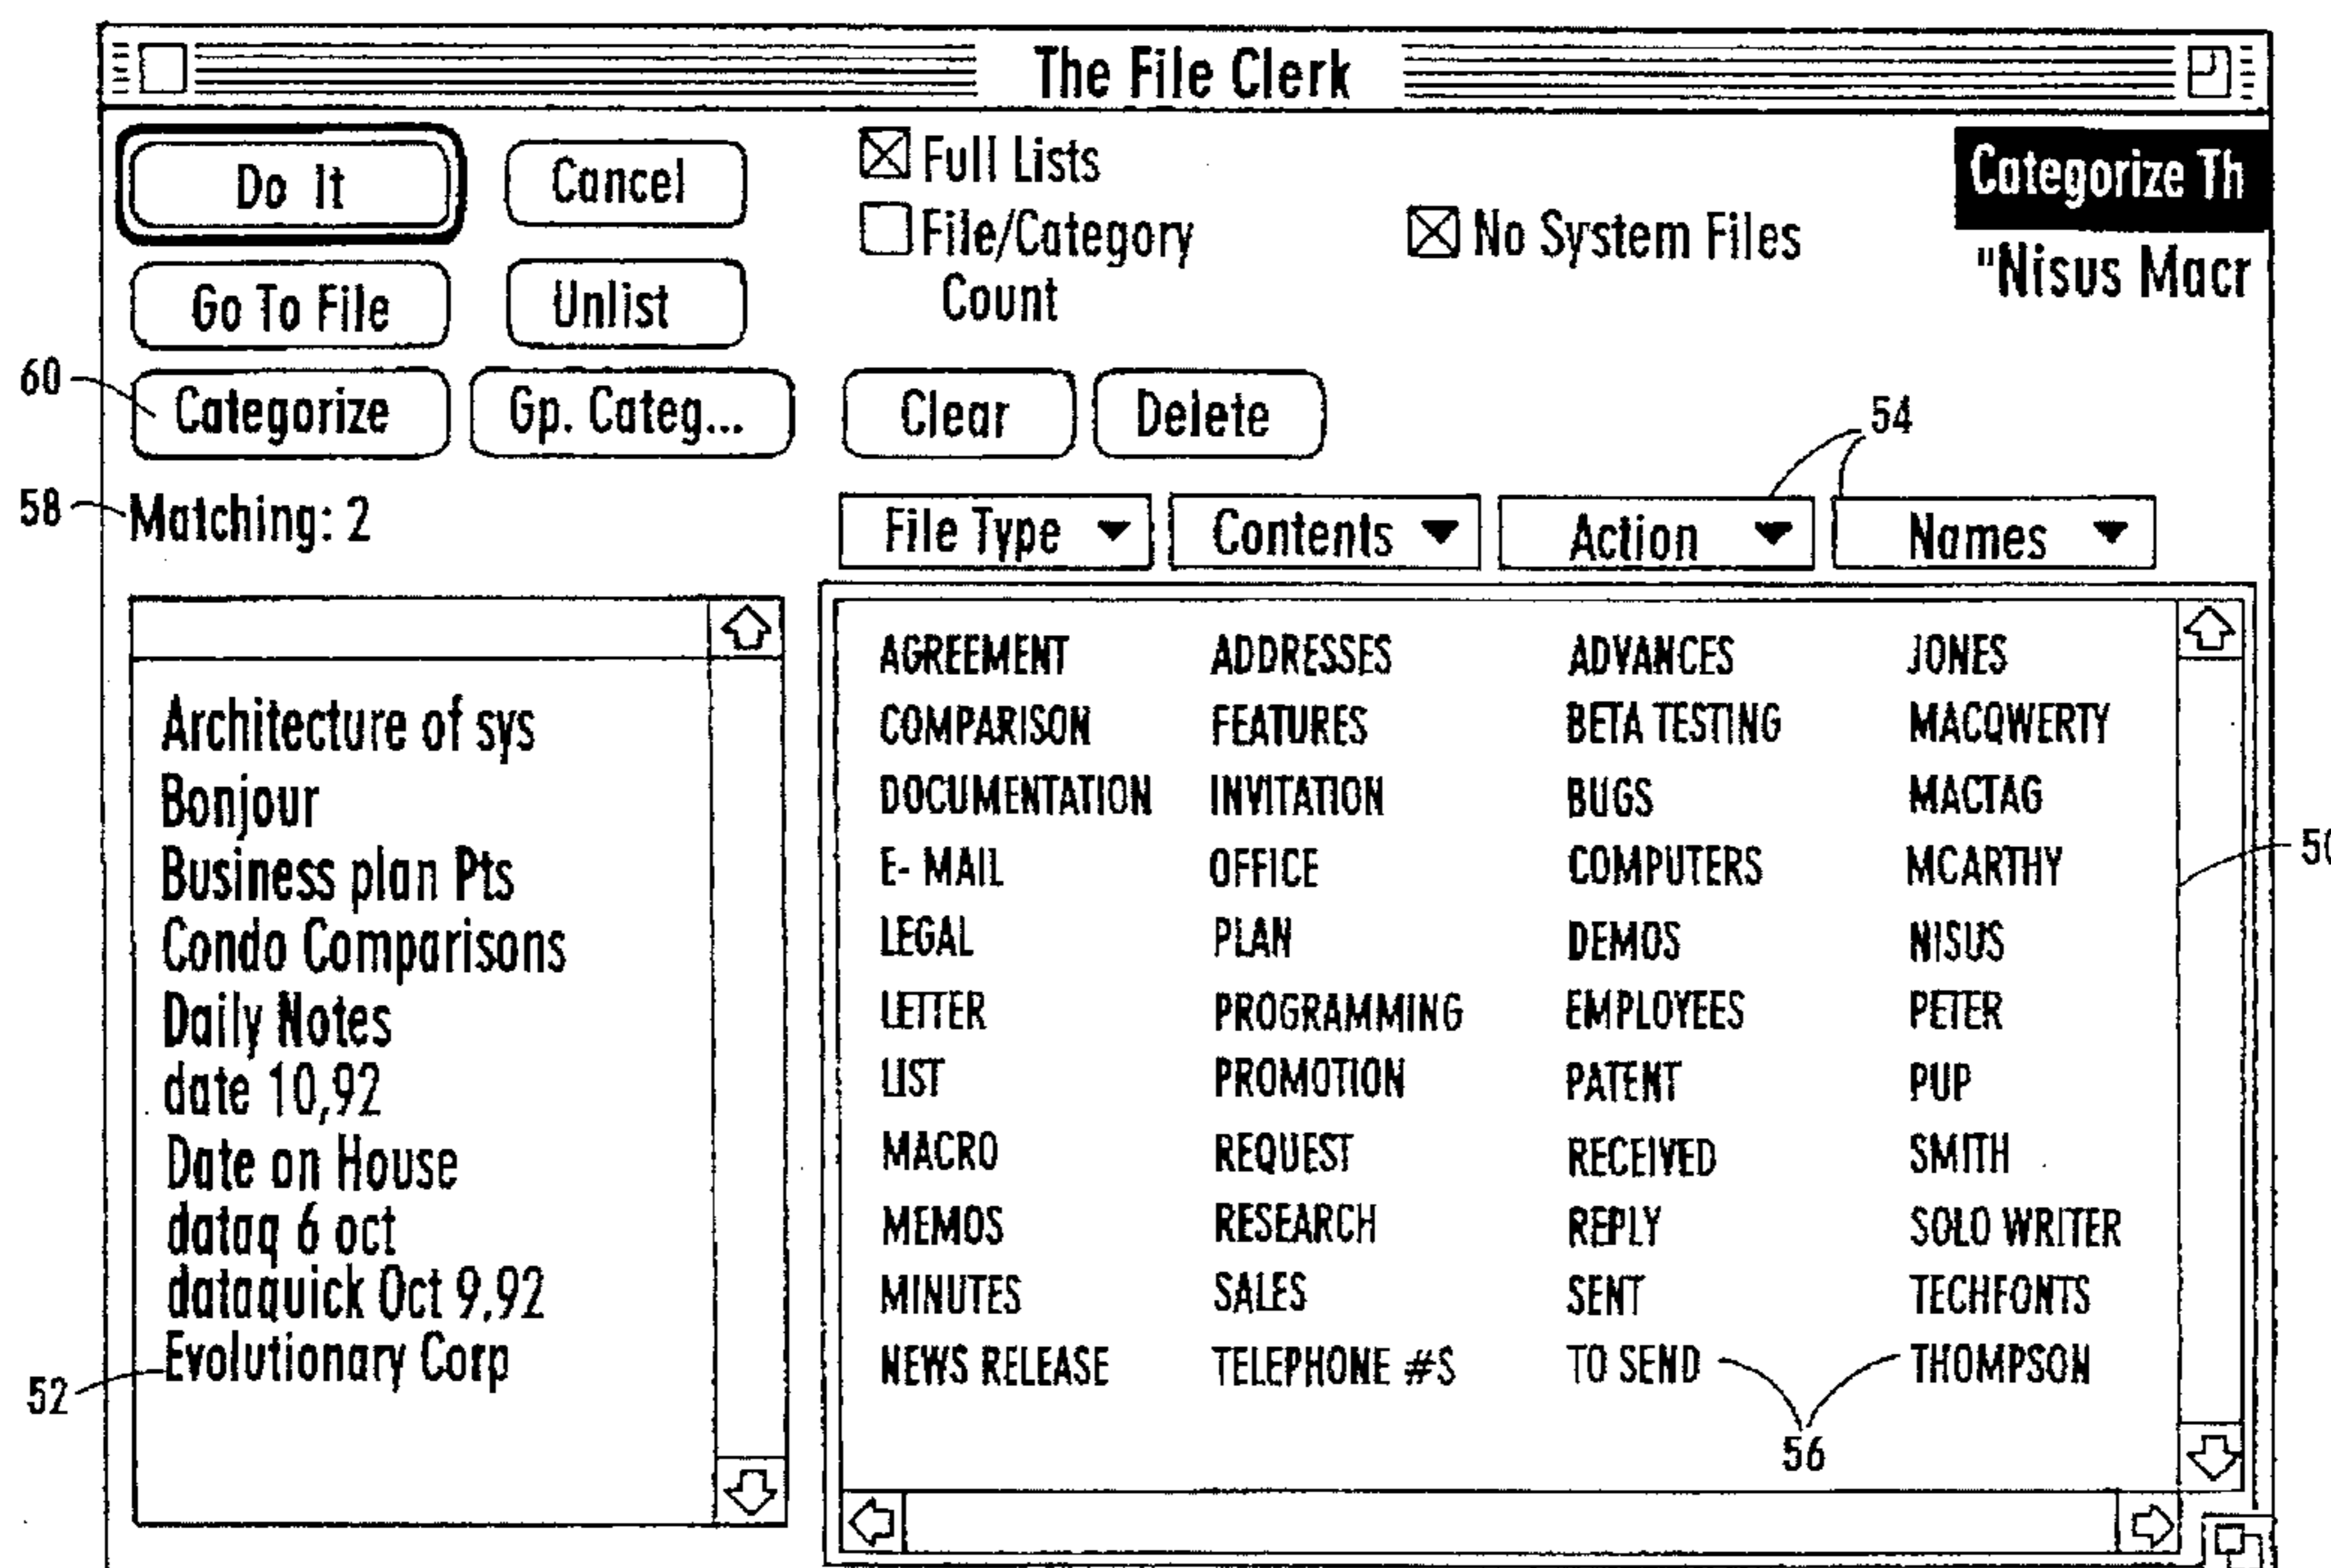 The File Clerk
Do It Cancel
Full Lists
Categorize Th
File/Category
Count
No System Files
"Nisus Macr
Go To File Unlist
60
Categorize Gp. Categ... Clear Delete
54
58
Matching: 2
File Type Contents Action Names
Architecture of sys
Bonjour
Business plan Pts
Condo Comparisons
Daily Notes
date 10,92
Date on House
dataq 6 oct
dataquick Oct 9,92
Evolutionary Corp
52
AGREEMENT ADDRESSES ADVANCES JONES
COMPARISON FEATURES BETA TESTING MACQWERTY
DOCUMENTATION INVITATION BUGS MACTAG
E- MAIL OFFICE COMPUTERS MCARTHY
50
LEGAL PLAN DEMOS NISUS
LETTER PROGRAMMING EMPLOYEES PETER
LIST PROMOTION PATENT PUP
MACRO REQUEST RECEIVED SMITH
MEMOS RESEARCH REPLY SOLO WRITER
MINUTES SALES SENT TECHFONTS
NEWS RELEASE TELEPHONE #S TO SEND THOMPSON
56